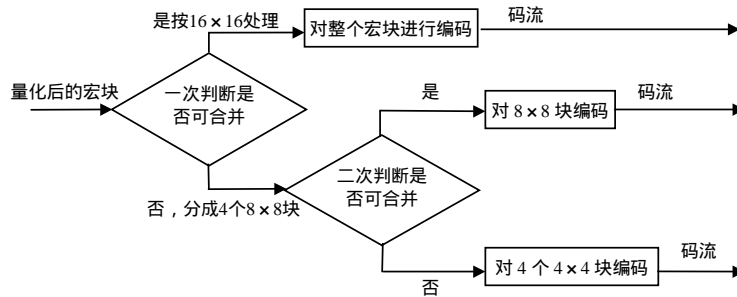 是按16×16处理
对整个宏块进行编码
码流
量化后的宏块
一次判断是
否可合并
是
对 8×8 块编码
码流
否，分成4个8×8块
二次判断是
否可合并
否
对 4 个 4×4 块编码
码流